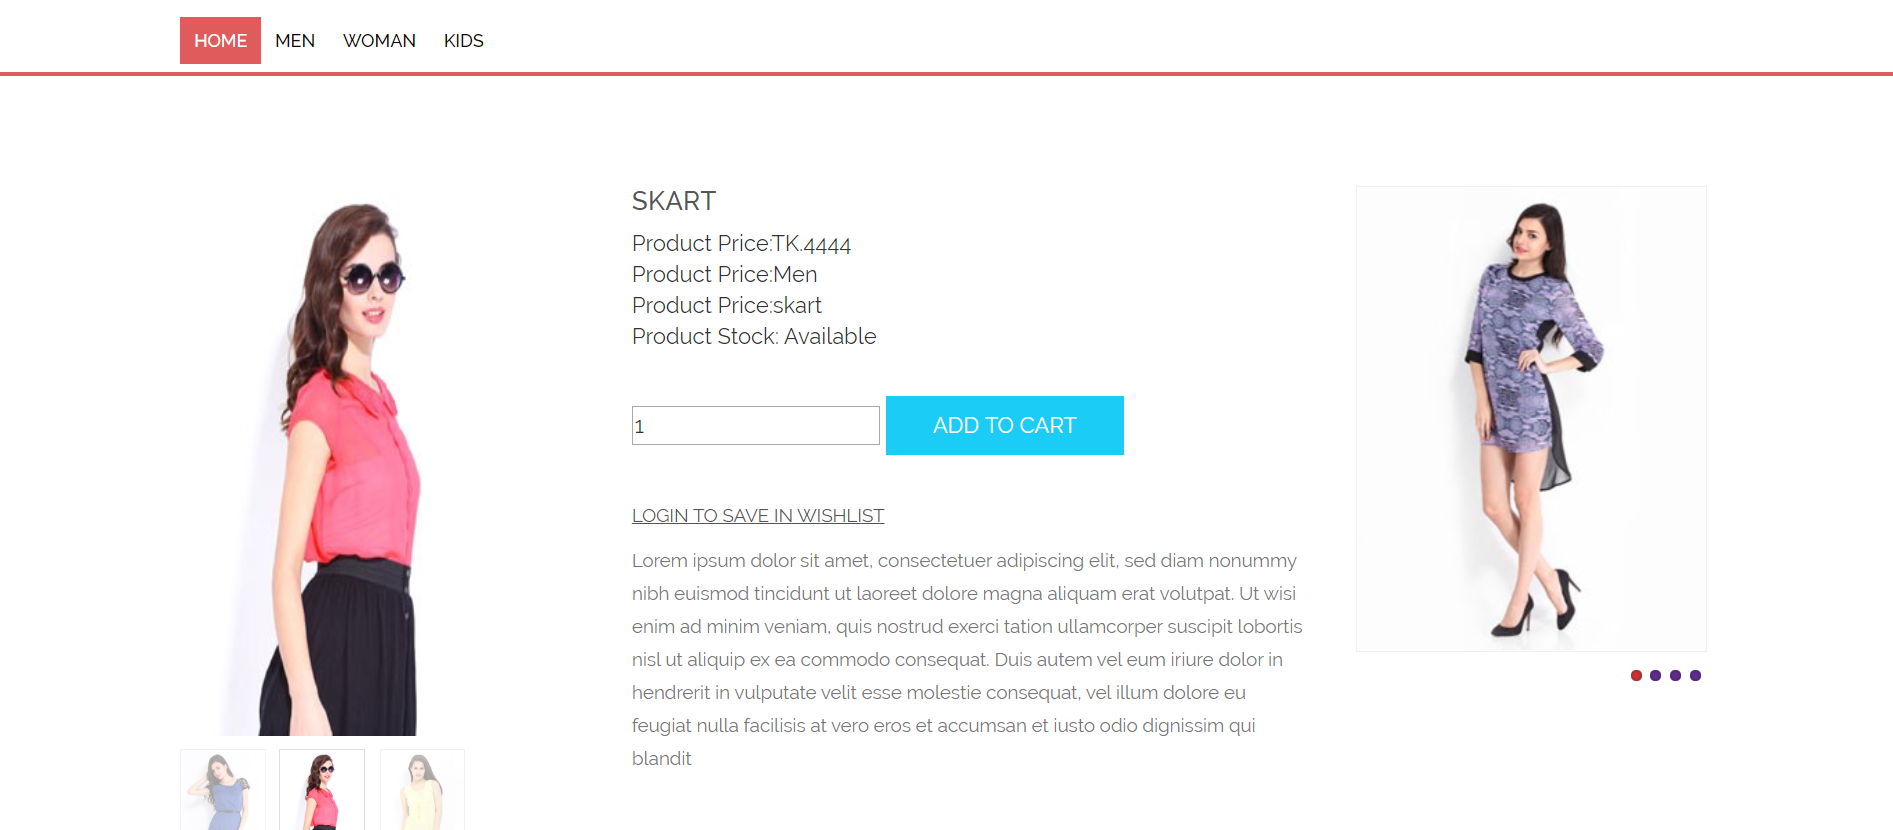 HOME MEN WOMAN KIDS
SKART
Product Price:TK.4444
Product Price:Men
Product Price:skart
Product Stock: Available
1 ADD TO CART
LOGIN TO SAVE IN WISHLIST
Lorem ipsum dolor sit amet, consectetuer adipiscing elit, sed diam nonummy
nibh euismod tincidunt ut laoreet dolore magna aliquam erat volutpat. Ut wisi
enim ad minim veniam, quis nostrud exerci tation ullamcorper suscipit lobortis
nisl ut aliquip ex ea commodo consequat. Duis autem vel eum iriure dolor in
hendrerit in vulputate velit esse molestie consequat, vel illum dolore eu
feugiat nulla facilisis at vero eros et accumsan et iusto odio dignissim qui
blandit